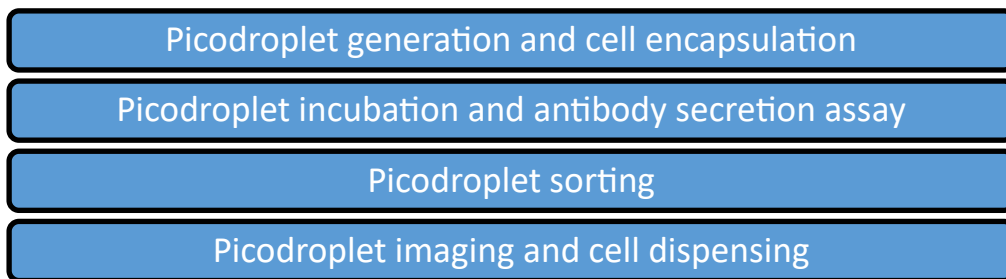 Picodroplet generation and cell encapsulation
Picodroplet incubation and antibody secretion assay
Picodroplet sorting
Picodroplet imaging and cell dispensing